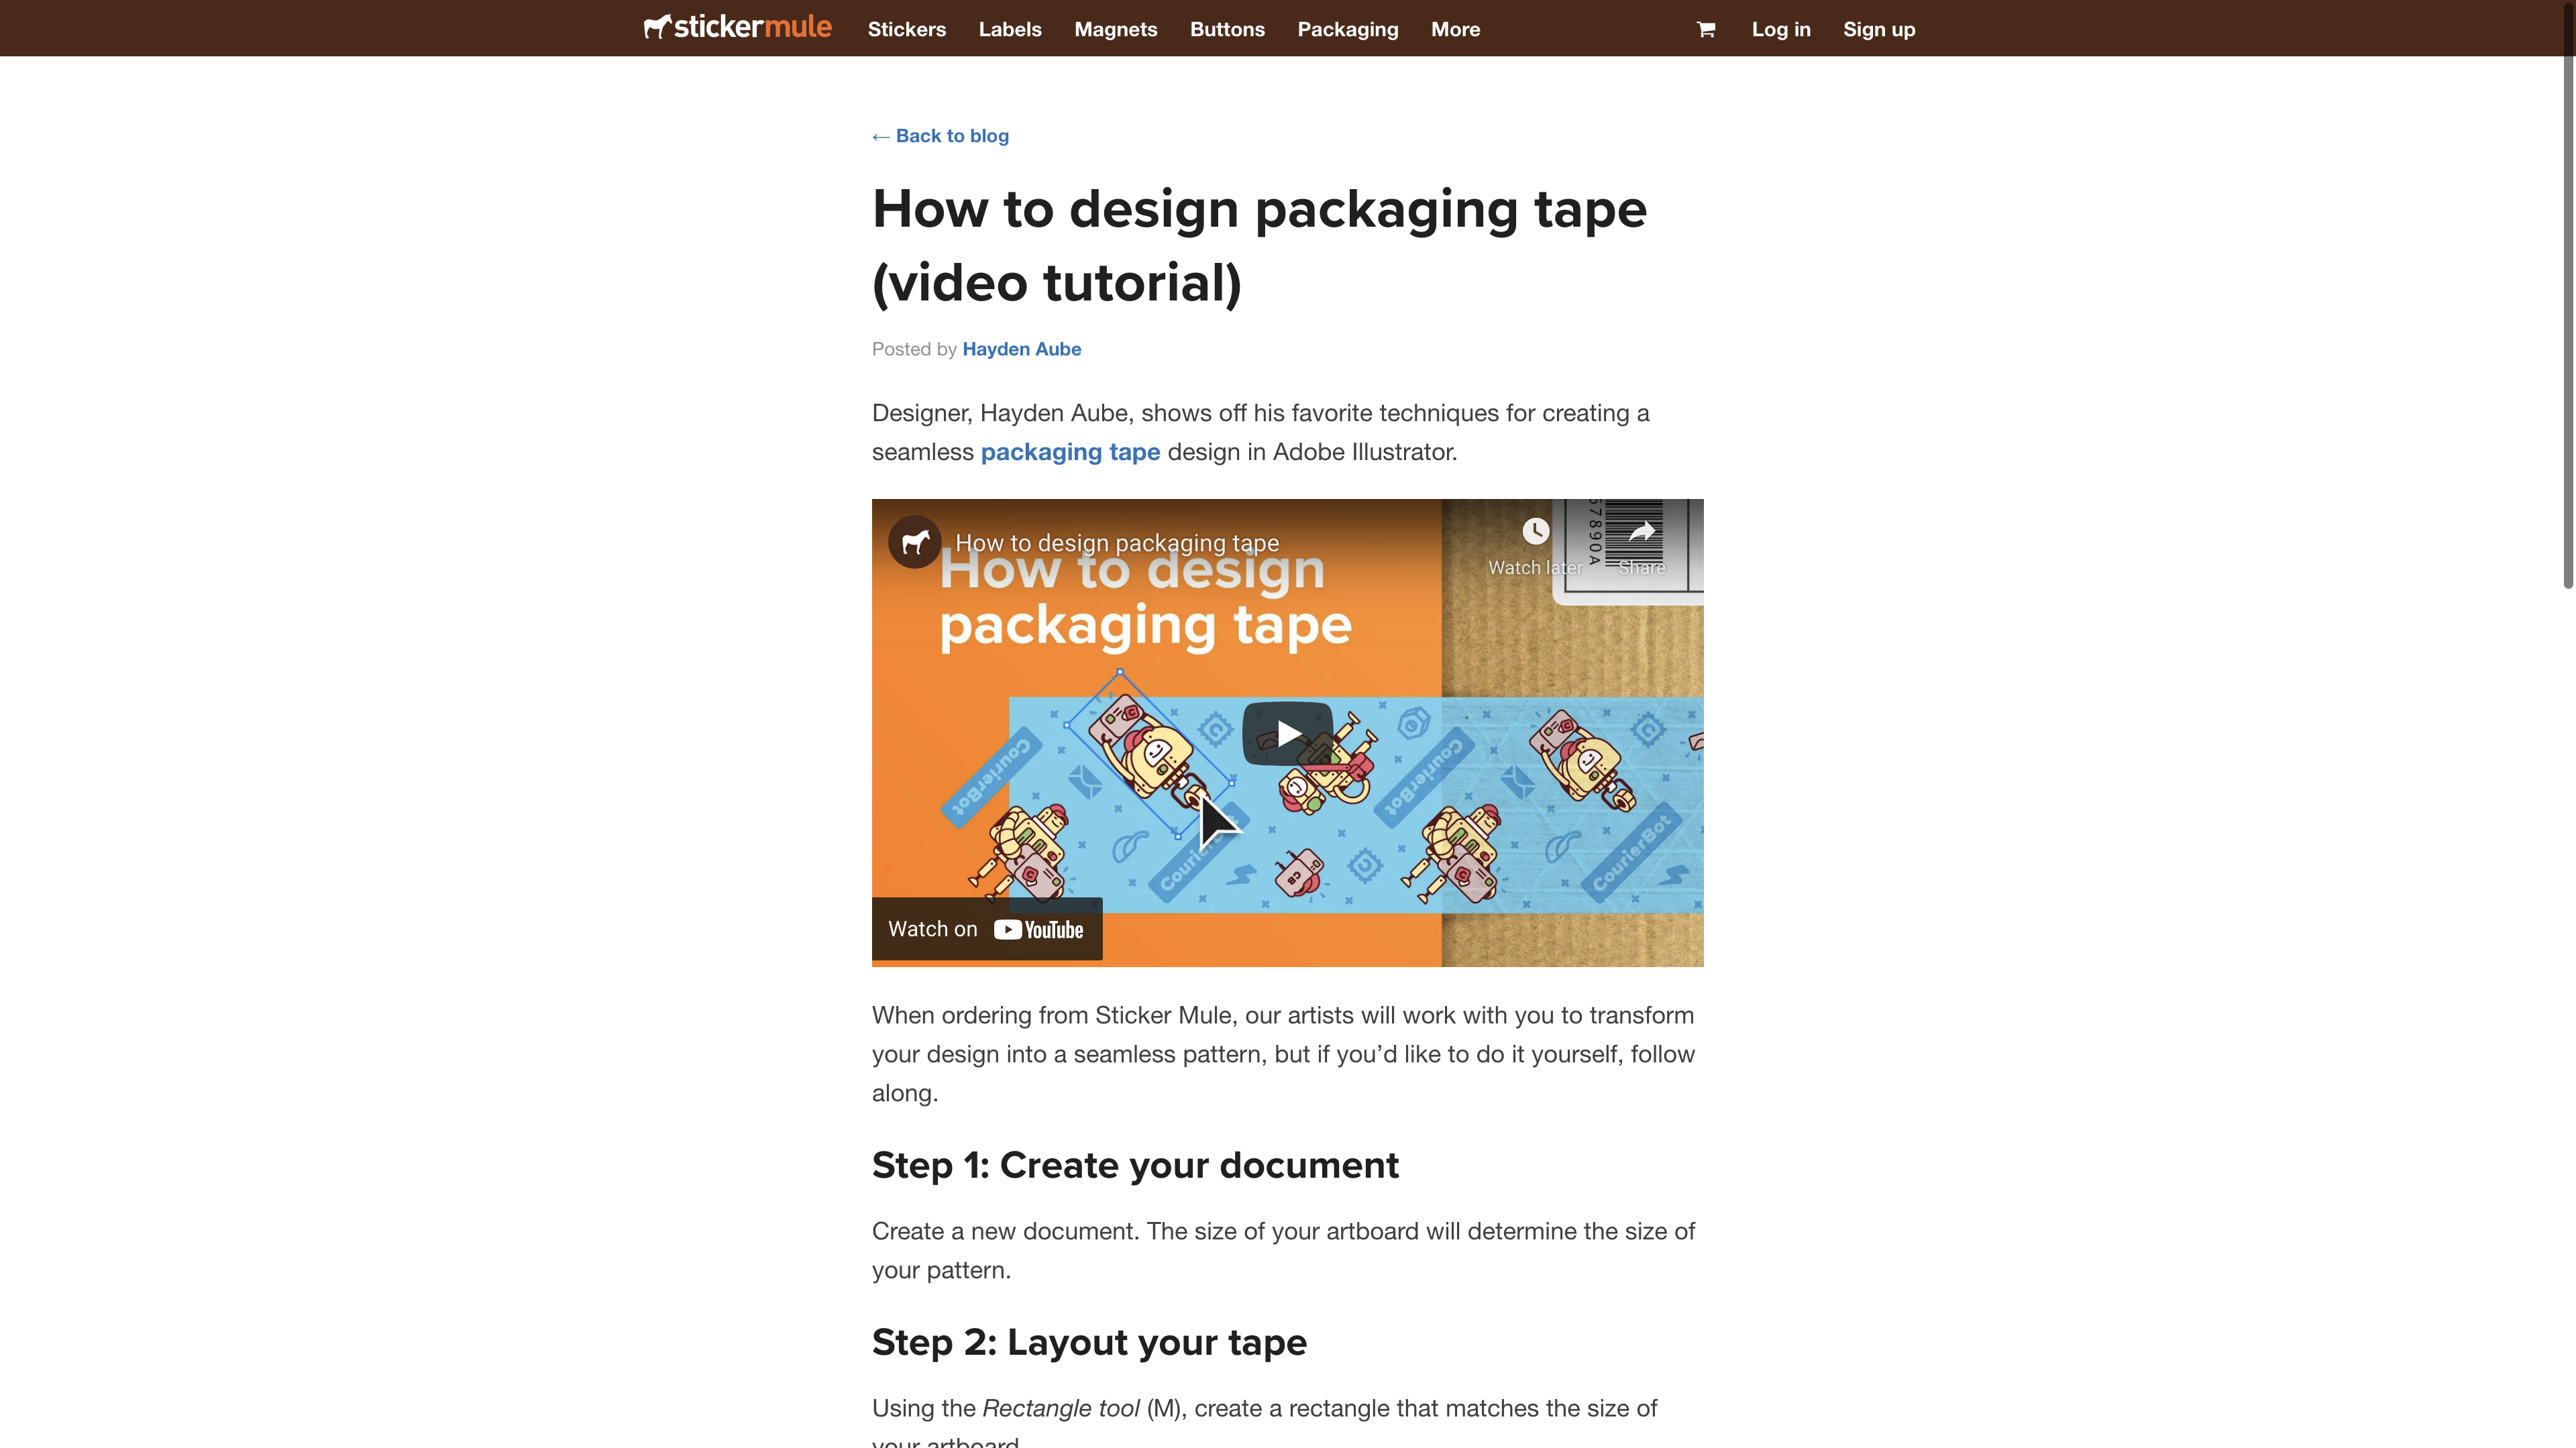 stickermule Stickers Labels Magnets Buttons Packaging More Log in Sign up
← Back to blog
How to design packaging tape
(video tutorial)
Posted by Hayden Aube
Designer, Hayden Aube, shows off his favorite techniques for creating a
seamless packaging tape design in Adobe Illustrator.
How to design packaging tape
Watch later
Share
57890A
How to design
packaging tape
CourierBot
CourierBot
CourierBot
CB
Watch on YouTube
When ordering from Sticker Mule, our artists will work with you to transform
your design into a seamless pattern, but if you’d like to do it yourself, follow
along.
Step 1: Create your document
Create a new document. The size of your artboard will determine the size of
your pattern.
Step 2: Layout your tape
Using the Rectangle tool (M), create a rectangle that matches the size of
your artboard